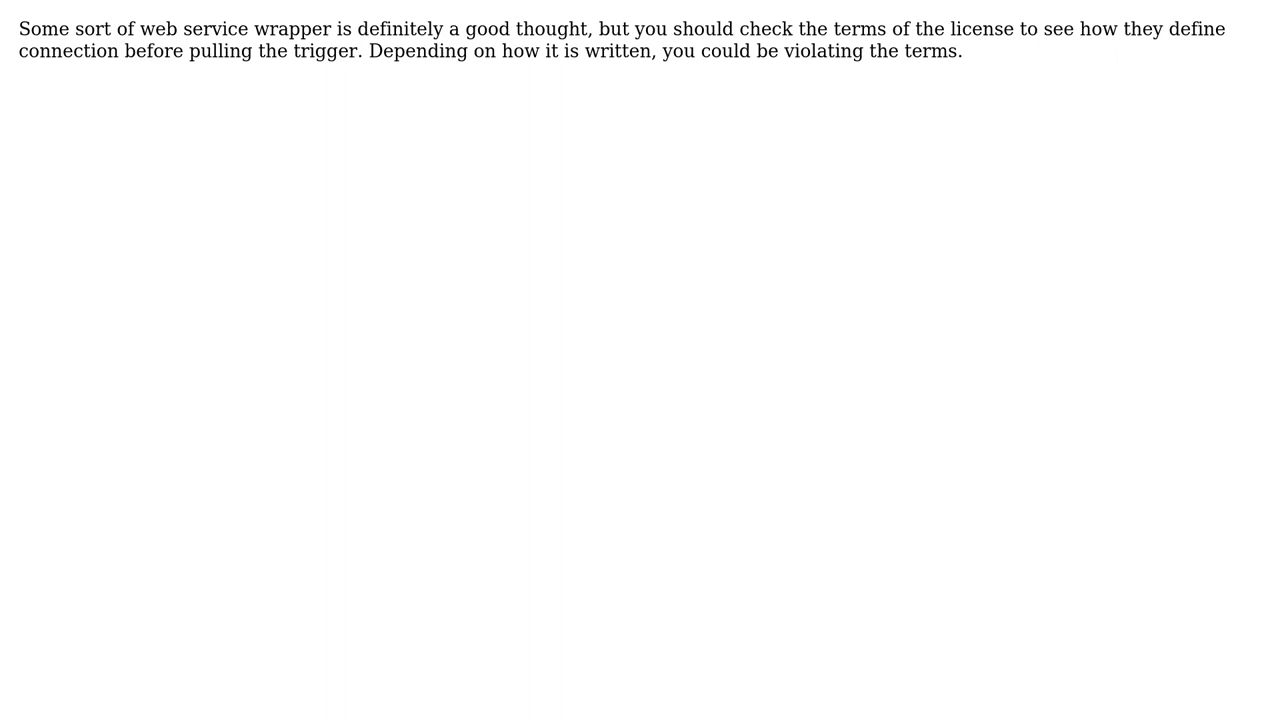 Some sort of web service wrapper is definitely a good thought, but you should check the terms of the license to see how they define
connection before pulling the trigger. Depending on how it is written, you could be violating the terms.